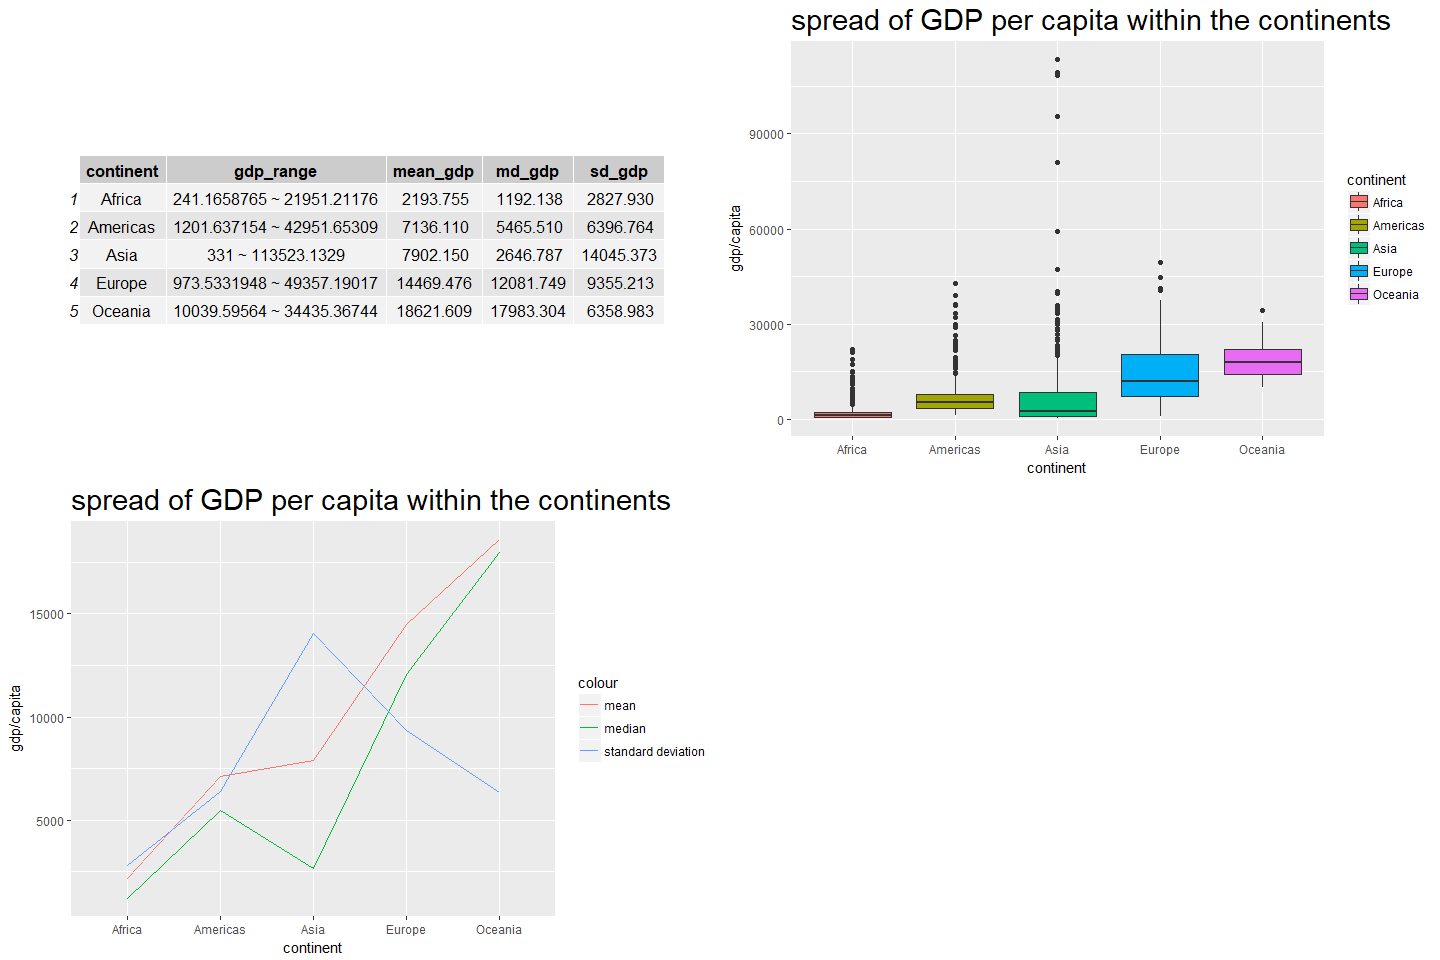 continent gdp_range mean_gdp md_gdp sd_gdp
1 Africa 241.1658765 ~ 21951.21176 2193.755 1192.138 2827.930
2 Americas 1201.637154 ~ 42951.65309 7136.110 5465.510 6396.764
3 Asia 331 ~ 113523.1329 7902.150 2646.787 14045.373
4 Europe 973.5331948 ~ 49357.19017 14469.476 12081.749 9355.213
5 Oceania 10039.59564 ~ 34435.36744 18621.609 17983.304 6358.983
spread of GDP per capita within the continents
90000
60000
30000
0
gdp/capita
Africa Americas Asia Europe Oceania
continent
continent
Africa
Americas
Asia
Europe
Oceania
spread of GDP per capita within the continents
15000
10000
5000
gdp/capita
Africa Americas Asia Europe Oceania
continent
colour
mean
median
standard deviation